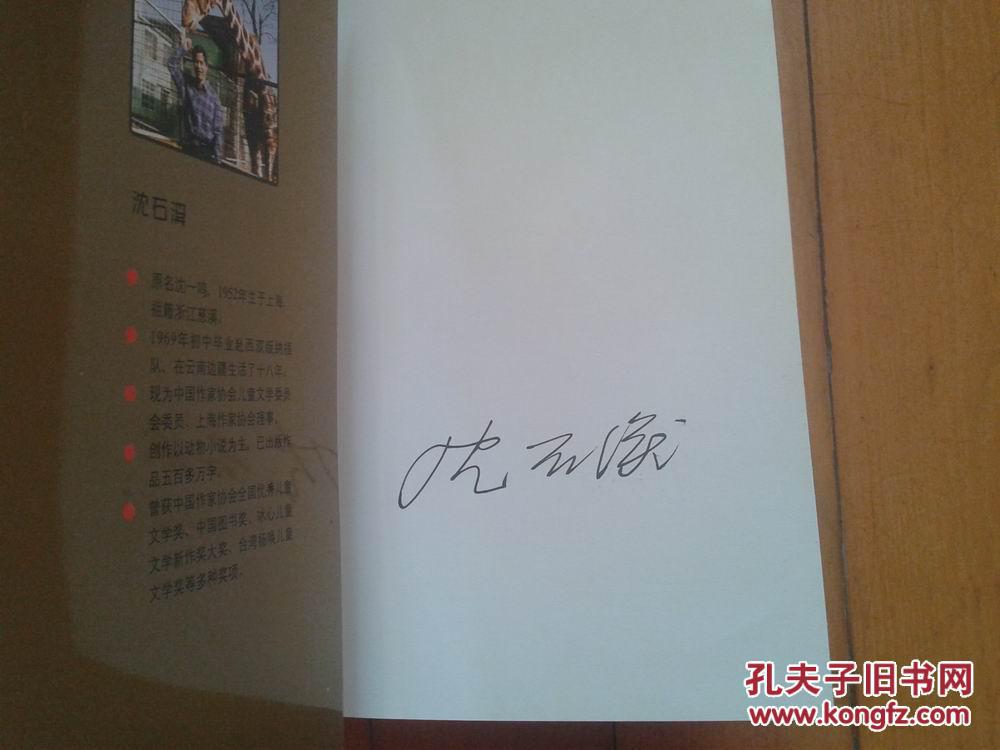 沈石溪
原名沈一鸣，1952年生于上海，
祖籍浙江慈溪。
1969年初中毕业赴西双版纳插
队，在云南边疆生活了十八年。
现为中国作家协会儿童文学委员
会委员、上海作家协会理事。
创作以动物小说为主。已出版作
品五百多万字。
曾获中国作家协会全国优秀儿童
文学奖、中国图书奖、冰心儿童
文学新作奖大奖、台湾杨唤儿童
文学奖等多种奖项。
沈石溪
孔夫子旧书网
www.kongfz.com